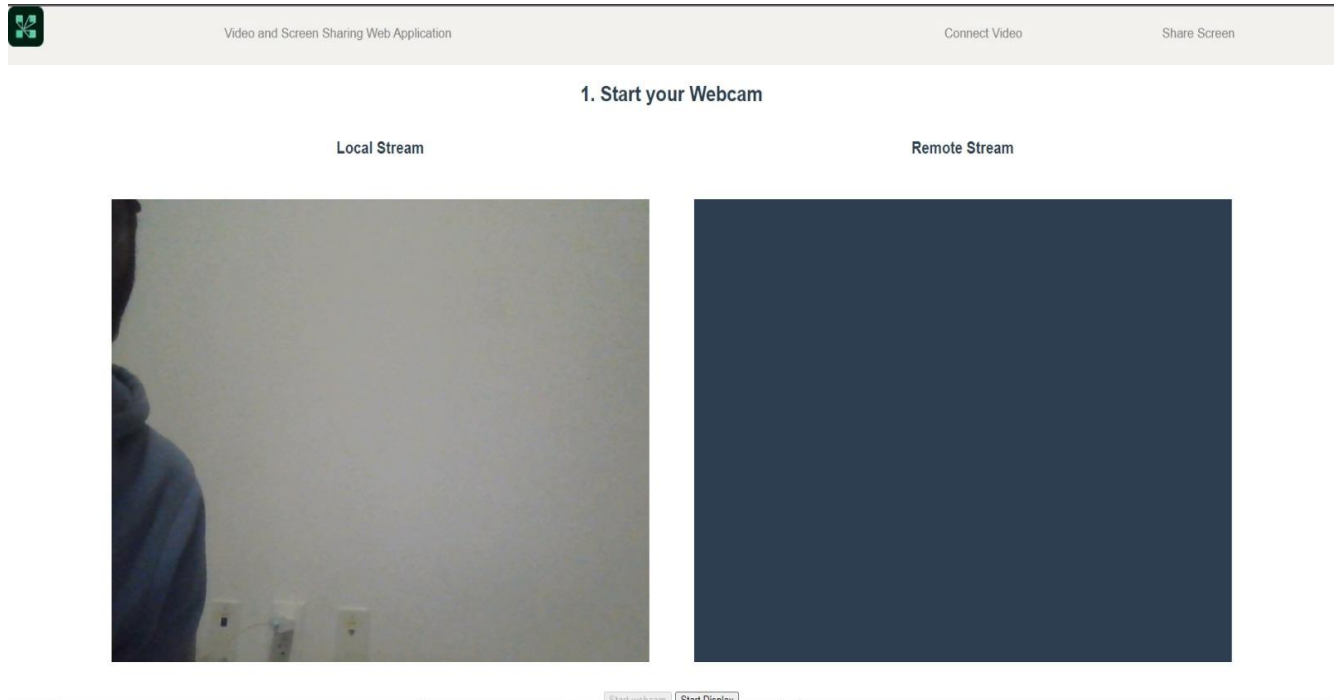 Video and Screen Sharing Web Application Connect Video Share Screen
1. Start your Webcam
Local Stream Remote Stream
Start webcam Start Display